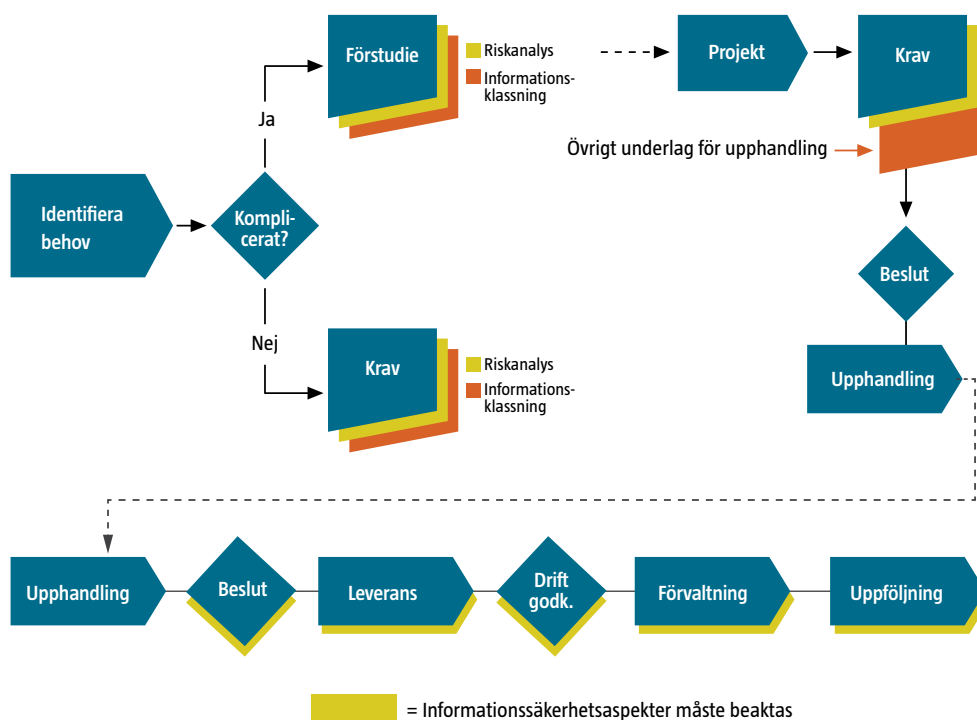 Förstudie
Riskanalys
Informations-
klassning
Projekt
Krav
Ja
Övrigt underlag för upphandling
Identifiera
behov
Kompli-
cerat?
Beslut
Nej
Krav
Riskanalys
Informations-
klassning
Upphandling
Upphandling
Beslut
Leverans
Drift
godk.
Förvaltning
Uppföljning
= Informationssäkerhetsaspekter måste beaktas